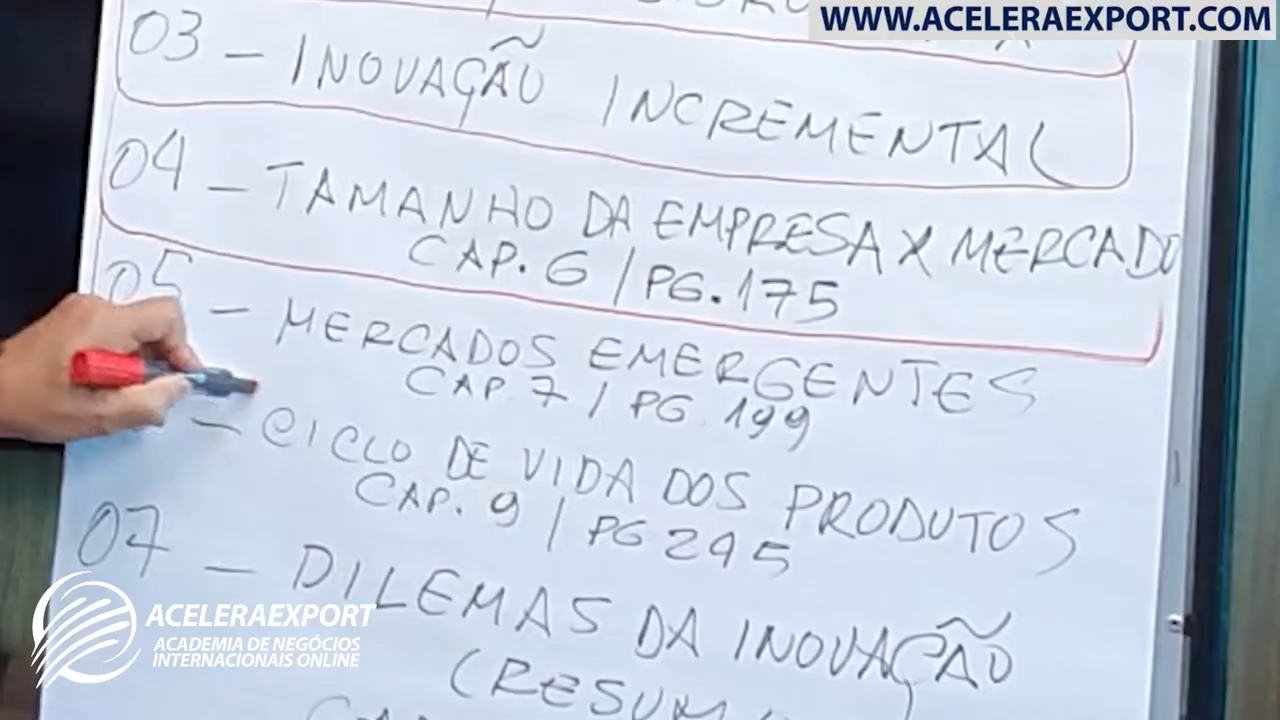 WWW.ACELERAEXPORT.COM
03 - INOVAÇÃO INCREMENTAL
04 - TAMANHO DA EMPRESA X MERCADO
CAP. 6 / PG. 175
05 - MERCADOS EMERGENTES
CAP 7 / PG 199
- CICLO DE VIDA DOS PRODUTOS
CAP. 9 / PG 295
07 - DILEMAS DA INOVAÇÃO
ACELERAEXPORT
ACADEMIA DE NEGÓCIOS
INTERNACIONAIS ONLINE